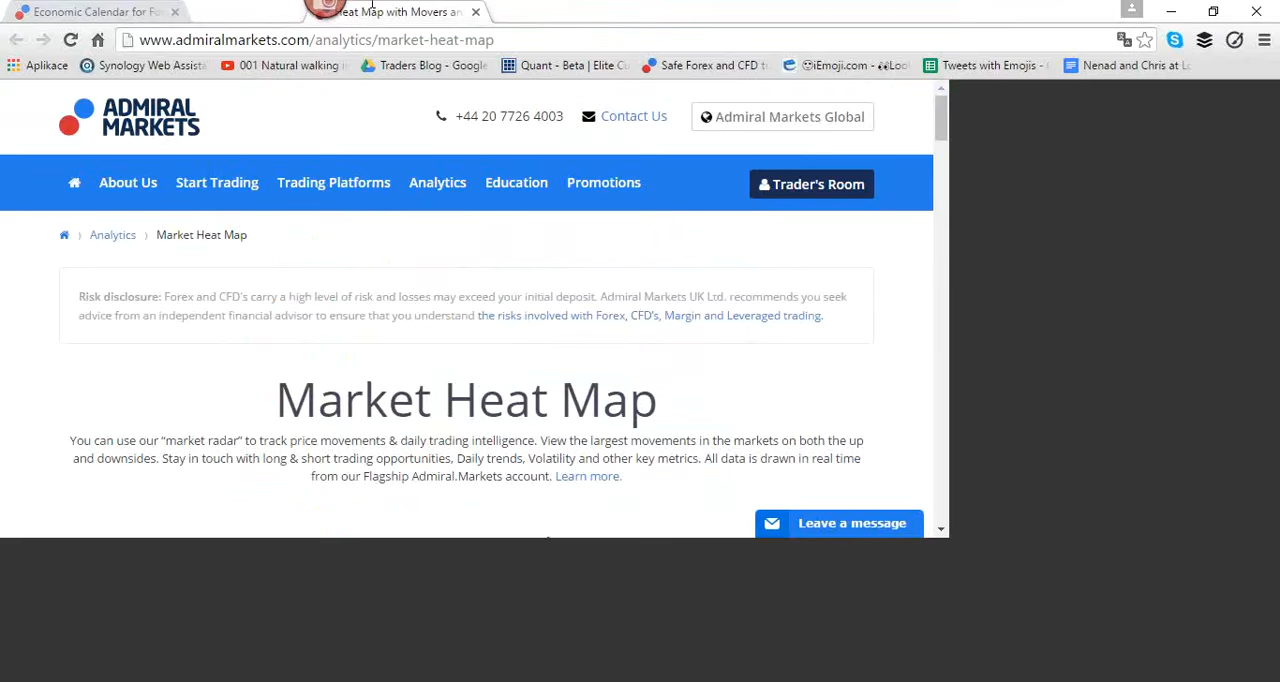 Economic Calendar for
Heat Map with Movers an
www.admiralmarkets.com/analytics/market-heat-map
Aplikace
Synology Web Assista
001 Natural walking
Traders Blog - Google
Quant - Beta | Elite
Safe Forex and CFD
iEmoji.com -
Tweets with Emojis -
Nenad and Chris at
ADMIRAL
MARKETS
+44 20 7726 4003
Contact Us
Admiral Markets Global
About Us Start Trading Trading Platforms Analytics Education Promotions
Trader's Room
Analytics 〉 Market Heat Map
Risk disclosure: Forex and CFD's carry a high level of risk and losses may exceed your initial deposit. Admiral Markets UK Ltd. recommends you seek
advice from an independent financial advisor to ensure that you understand the risks involved with Forex, CFD's, Margin and Leveraged trading.
Market Heat Map
You can use our “market radar” to track price movements & daily trading intelligence. View the largest movements in the markets on both the up
and downsides. Stay in touch with long & short trading opportunities, Daily trends, Volatility and other key metrics. All data is drawn in real time
from our Flagship Admiral.Markets account. Learn more.
Leave a message